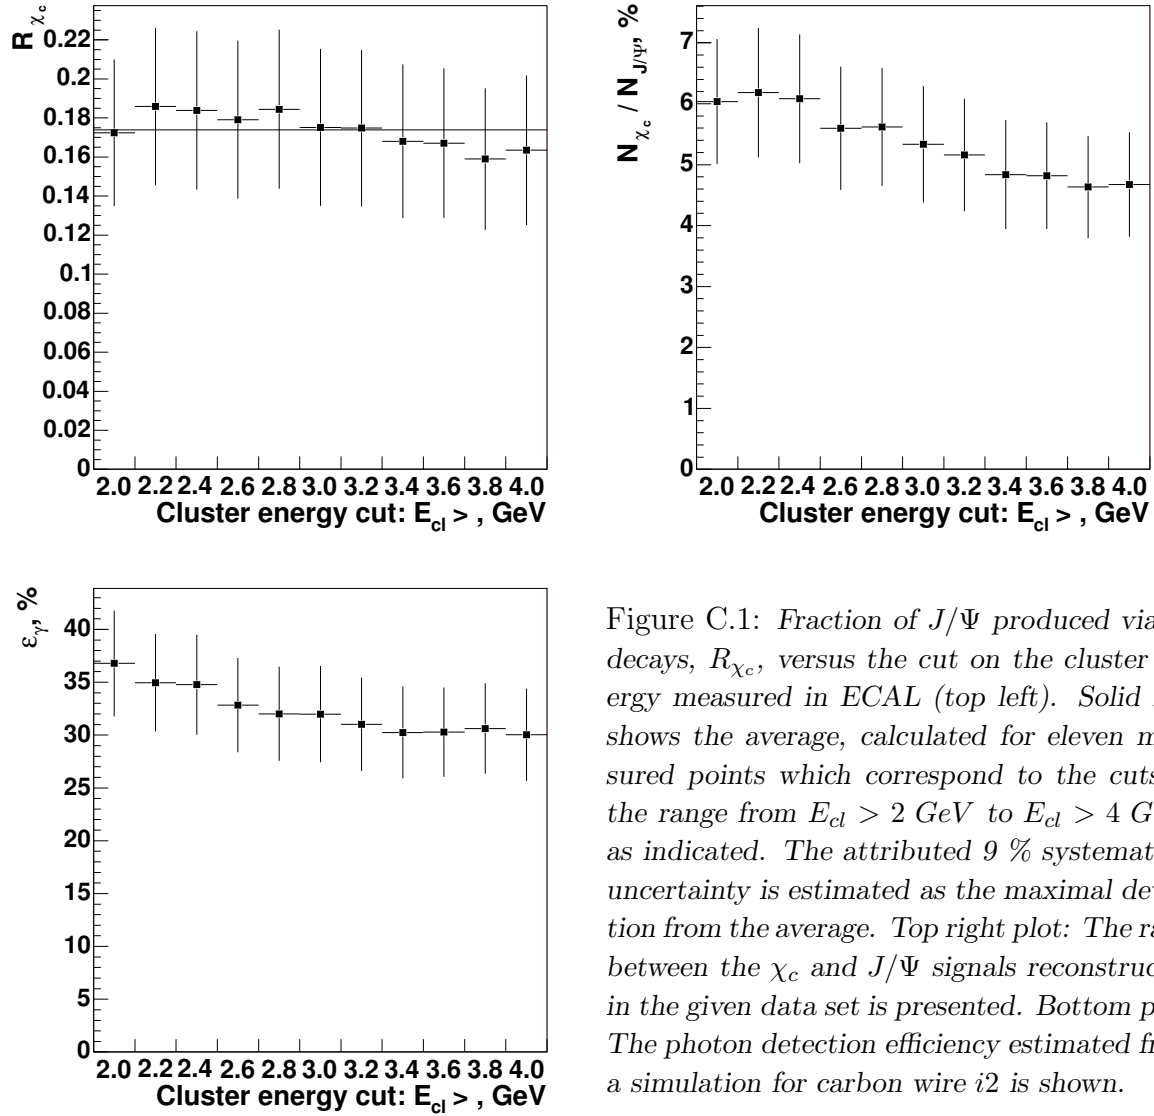 R χc
0.22
0.2
0.18
0.16
0.14
0.12
0.1
0.08
0.06
0.04
0.02
0
2.0 2.2 2.4 2.6 2.8 3.0 3.2 3.4 3.6 3.8 4.0
Cluster energy cut: E_cl > , GeV
N χc / N J/Ψ, %
7
6
5
4
3
2
1
0
2.0 2.2 2.4 2.6 2.8 3.0 3.2 3.4 3.6 3.8 4.0
Cluster energy cut: E_cl > , GeV
εγ, %
40
35
30
25
20
15
10
5
0
2.0 2.2 2.4 2.6 2.8 3.0 3.2 3.4 3.6 3.8 4.0
Cluster energy cut: E_cl > , GeV
Figure C.1: Fraction of J/Ψ produced via
decays, R_χc, versus the cut on the cluster
ergy measured in ECAL (top left). Solid
shows the average, calculated for eleven m
sured points which correspond to the cuts
the range from E_cl > 2 GeV to E_cl > 4 G
as indicated. The attributed 9 % systemat
uncertainty is estimated as the maximal dev
tion from the average. Top right plot: The ra
between the χc and J/Ψ signals reconstruc
in the given data set is presented. Bottom p
The photon detection efficiency estimated fr
a simulation for carbon wire i2 is shown.